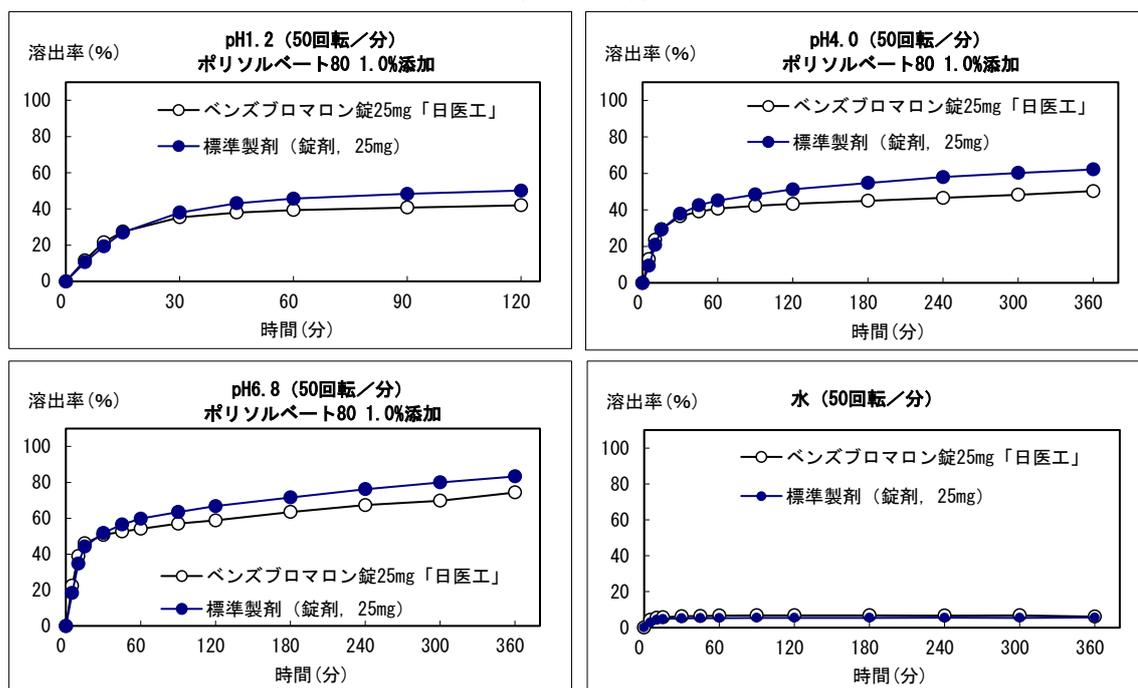 pH1.2 (50回転／分)
溶出率(%)
ポリソルベート80 1.0%添加
100
80
60
40
20
0
ベンズブロマロン錠25mg「日医工」
標準製剤（錠剤, 25mg）
0 30 60 90 120
時間(分)
pH4.0 (50回転／分)
溶出率(%)
ポリソルベート80 1.0%添加
100
80
60
40
20
0
ベンズブロマロン錠25mg「日医工」
標準製剤（錠剤, 25mg）
0 60 120 180 240 300 360
時間(分)
pH6.8 (50回転／分)
溶出率(%)
ポリソルベート80 1.0%添加
100
80
60
40
20
0
ベンズブロマロン錠25mg「日医工」
標準製剤（錠剤, 25mg）
0 60 120 180 240 300 360
時間(分)
溶出率(%)
水 (50回転／分)
100
80
60
40
20
0
ベンズブロマロン錠25mg「日医工」
標準製剤（錠剤, 25mg）
0 60 120 180 240 300 360
時間(分)